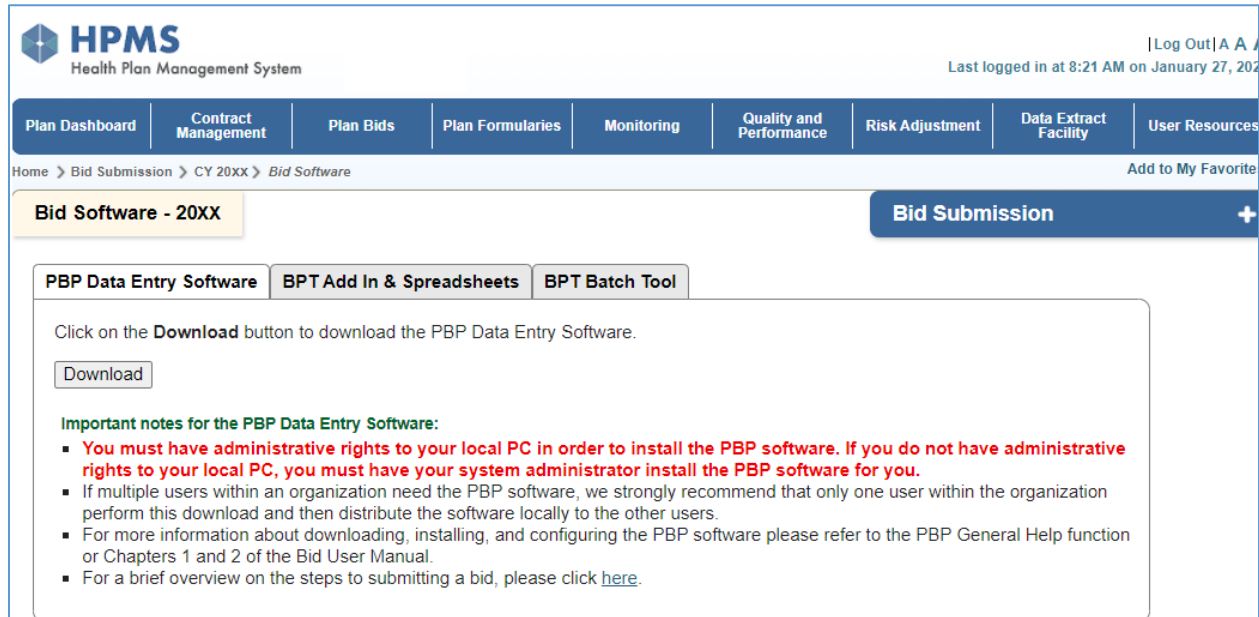 HPMS
Health Plan Management System
|Log Out| A A
Last logged in at 8:21 AM on January 27,
Plan Dashboard
Contract
Management
Plan Bids
Plan Formularies
Monitoring
Quality and
Performance
Risk Adjustment
Data Extract
Facility
User Resources
Home > Bid Submission > CY 20XX > Bid Software
Add to My Favorite
Bid Software - 20XX
Bid Submission +
PBP Data Entry Software
BPT Add In & Spreadsheets
BPT Batch Tool
Click on the Download button to download the PBP Data Entry Software.
Download
Important notes for the PBP Data Entry Software:
▪ You must have administrative rights to your local PC in order to install the PBP software. If you do not have administrative
rights to your local PC, you must have your system administrator install the PBP software for you.
▪ If multiple users within an organization need the PBP software, we strongly recommend that only one user within the organization
perform this download and then distribute the software locally to the other users.
▪ For more information about downloading, installing, and configuring the PBP software please refer to the PBP General Help function
or Chapters 1 and 2 of the Bid User Manual.
▪ For a brief overview on the steps to submitting a bid, please click here.